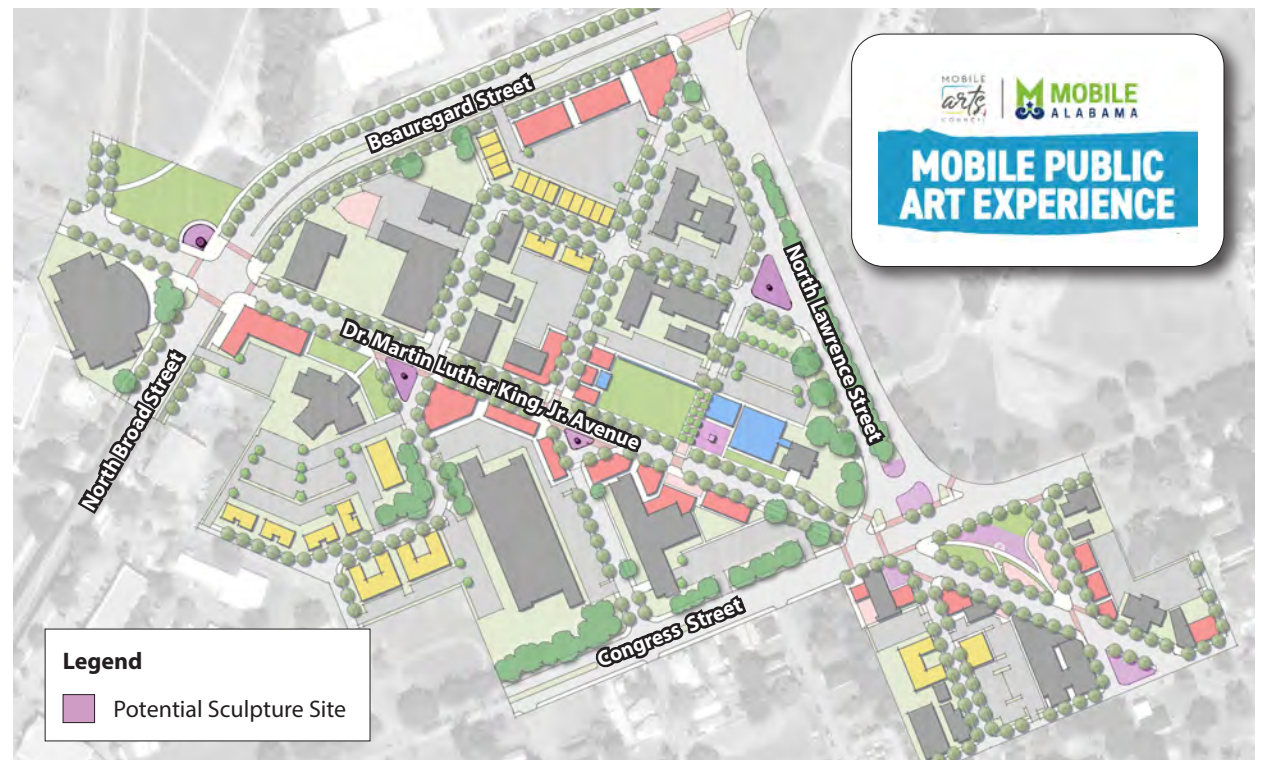 MOBILE
arts
COUNCIL
MOBILE
ALABAMA
MOBILE PUBLIC
ART EXPERIENCE
Beauregard Street
North Lawrence Street
Dr. Martin Luther King, Jr. Avenue
North Broad Street
Congress Street
Legend
Potential Sculpture Site